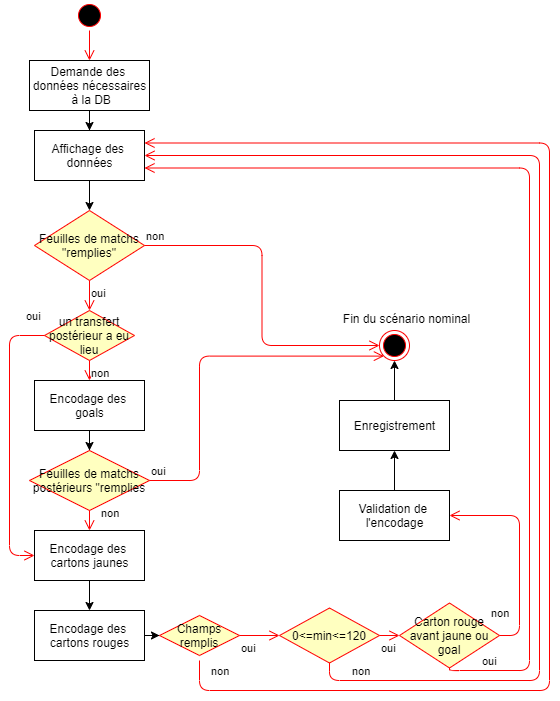 Demande des
données nécessaires
à la DB
Affichage des
données
Feuilles de matchs
"remplies"
non
oui
oui
un transfert
postérieur a eu
lieu
non
Fin du scénario nominal
Encodage des
goals
Enregistrement
Feuilles de matchs
postérieurs "remplies
oui
non
Validation de
l'encodage
Encodage des
cartons jaunes
Encodage des
cartons rouges
Champs
remplis
oui
non
0<=min<=120
oui
non
Carton rouge
avant jaune ou
goal
non
oui